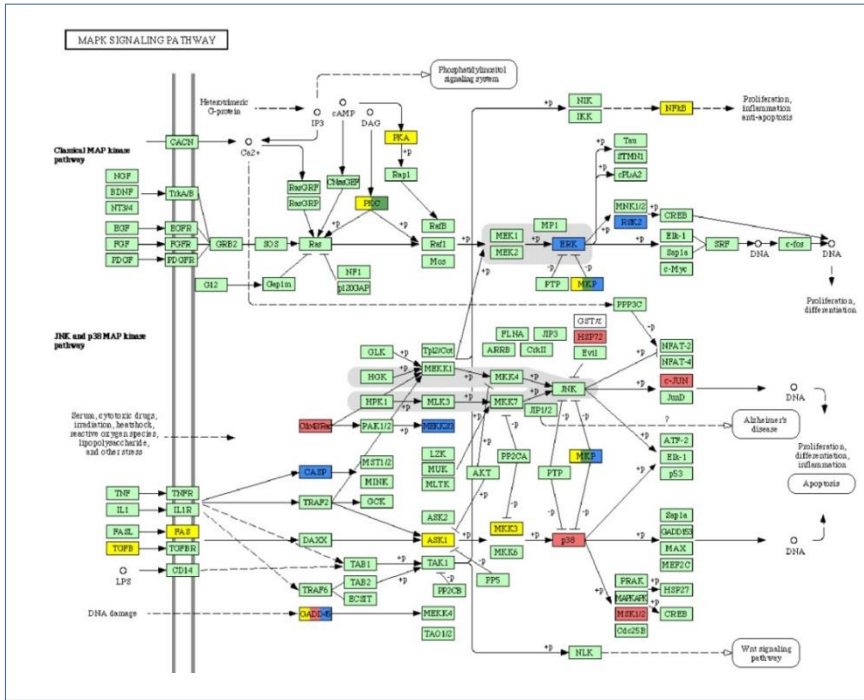 MAPK SIGNALING PATHWAY
Phosphatidylinositol
signaling system
Heterotrimeric
G-protein
IP3
cAMP
DAG
Ca2+
PKA
+p
NIK
IKK
+p
NFkB
Proliferation,
inflammation
anti-apoptosis
Classical MAP kinase
pathway
CACN
NGF
BDNF
NT3/4
TrkA/B
EGF
EGFR
FGF
FGFR
PDGF
PDGFR
GRB2
SOS
G12
Gap1m
RasGRF
RasGRP
CNasGEF
PKC
Rap1
Ras
NF1
p120GAP
RafB
Raf1
Mos
+p
+p
MEK1
MEK2
MP1
+p
ERK
PTP
MKP
-p
-p
Tau
STMN1
cPLA2
MNK1/2
RSK2
CREB
Elk-1
Sap1a
c-Myc
SRF
DNA
c-fos
DNA
Proliferation,
differentiation
PPP3C
JNK and p38 MAP kinase
pathway
GLK
HGK
HPK1
Tpl2/Cot
MEKK1
MLK3
PAK1/2
MEKK2/3
LZK
MUK
MLTK
FLNA
JIP3
ARRB
CrkII
GSTπ
HSP72
Evi1
MKK4
MKK7
JNK
JIP1/2
PP2CA
AKT
PTP
MKP
NFAT-2
NFAT-4
c-JUN
JunD
DNA
?
Alzheimer's
disease
ATF-2
Elk-1
p53
Proliferation,
differentiation,
inflammation
Apoptosis
Serum, cytotoxic drugs,
irradiation, heatshock,
reactive oxygen species,
lipopolysaccharide,
and other stress
CASP
MST1/2
MINK
GCK
TNF
TNFR
IL1
IL1R
TRAF2
FASL
FAS
DAXX
TGFB
TGFBR
LPS
CD14
ASK2
ASK1
TAB1
TAK1
TAB2
ECSIT
TRAF6
PP2CB
PP5
MKK3
MKK6
p38
Sap1a
GADD153
MAX
MEF2C
DNA
PRAK
MAPKAPK
MSK1/2
Cdc25B
HSP27
CREB
DNA damage
GADD45
MEKK4
TAO1/2
+p
NLK
Wnt signaling
pathway